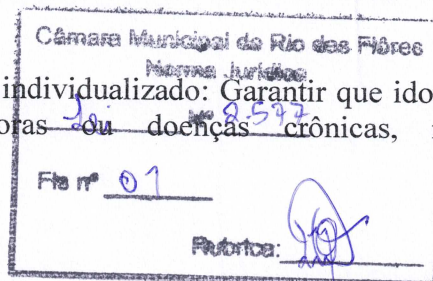 Câmara Municipal de Rio das Flôres
Norma Jurídica
individualizado: Garantir que ido
Lei nº 2.577
oras ou doenças crônicas,
Fls nº 01
Rubrica: